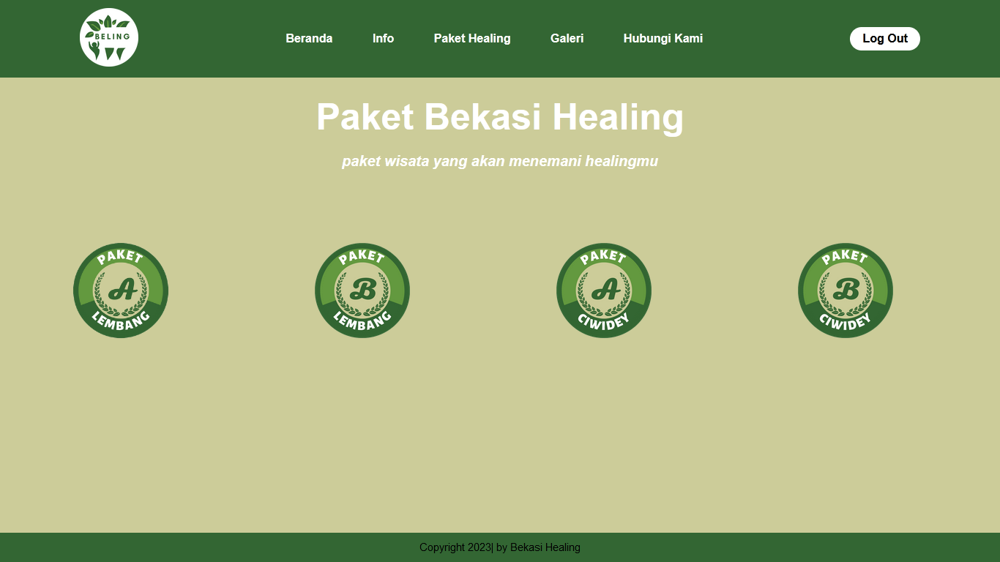 BELING
Beranda Info Paket Healing Galeri Hubungi Kami Log Out
Paket Bekasi Healing
paket wisata yang akan menemani healingmu
PAKET A LEMBANG
PAKET B LEMBANG
PAKET A CIWIDEY
PAKET B CIWIDEY
Copyright 2023| by Bekasi Healing